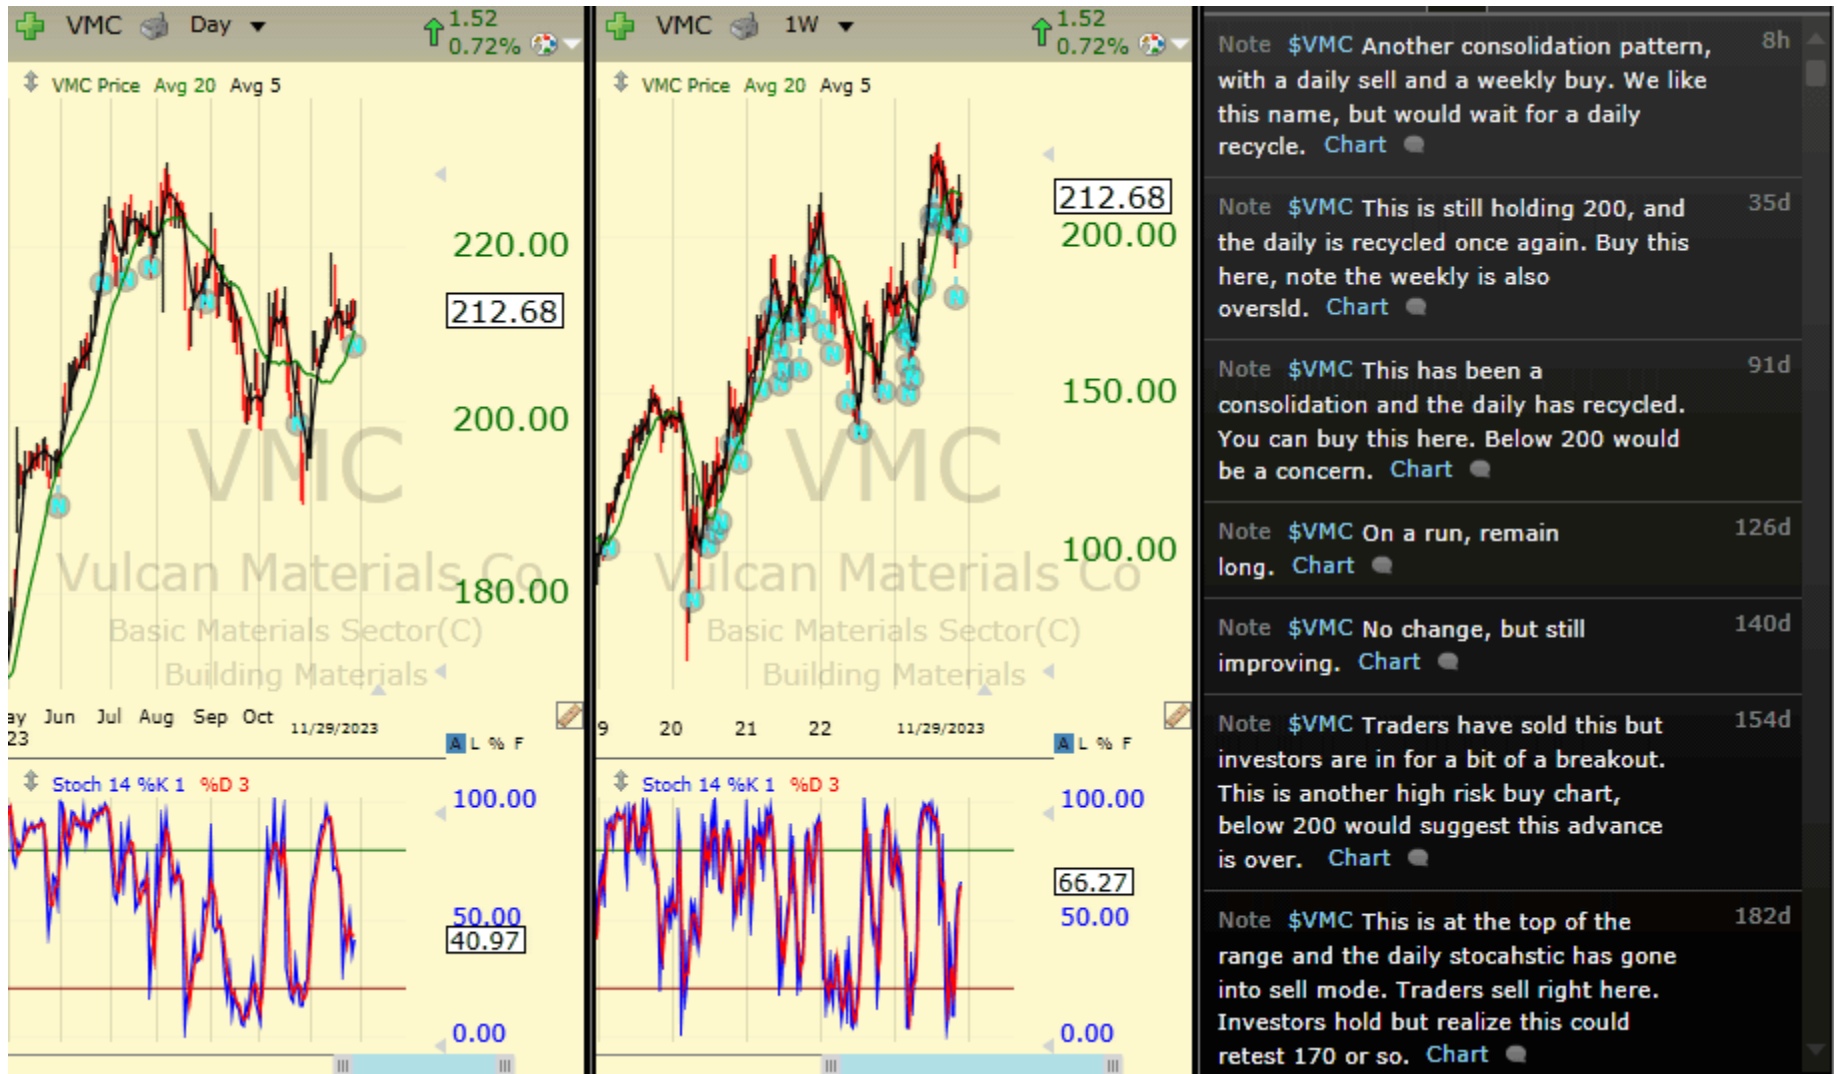 VMC Day 1.52
0.72%
VMC Price Avg 20 Avg 5
220.00
212.68
200.00
180.00
VMC
Vulcan Materials Co
Basic Materials Sector(C)
Building Materials
ay Jun Jul Aug Sep Oct 11/29/2023
23
A L % F
Stoch 14 %K 1 %D 3
100.00
50.00
40.97
0.00
VMC 1W 1.52
0.72%
VMC Price Avg 20 Avg 5
212.68
200.00
150.00
100.00
VMC
Vulcan Materials Co
Basic Materials Sector(C)
Building Materials
9 20 21 22 11/29/2023
A L % F
Stoch 14 %K 1 %D 3
100.00
66.27
50.00
0.00
Note $VMC Another consolidation pattern, 8h
with a daily sell and a weekly buy. We like
this name, but would wait for a daily
recycle. Chart
Note $VMC This is still holding 200, and 35d
the daily is recycled once again. Buy this
here, note the weekly is also
oversld. Chart
Note $VMC This has been a 91d
consolidation and the daily has recycled.
You can buy this here. Below 200 would
be a concern. Chart
Note $VMC On a run, remain 126d
long. Chart
Note $VMC No change, but still 140d
improving. Chart
Note $VMC Traders have sold this but 154d
investors are in for a bit of a breakout.
This is another high risk buy chart,
below 200 would suggest this advance
is over. Chart
Note $VMC This is at the top of the 182d
range and the daily stocahstic has gone
into sell mode. Traders sell right here.
Investors hold but realize this could
retest 170 or so. Chart